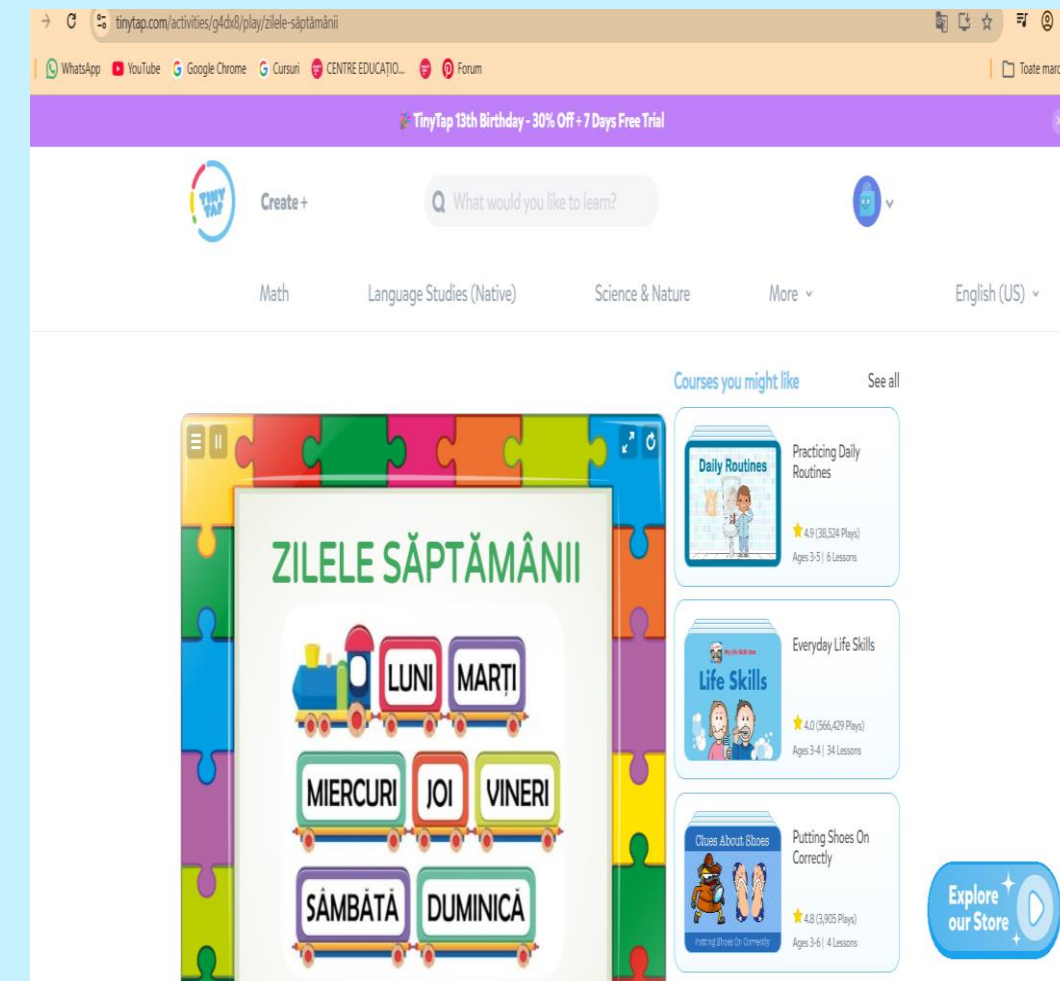 tinytap.com/activities/g4dx8/play/zilele-săptămânii
WhatsApp YouTube Google Chrome Cursuri CENTRE EDUCAȚIO... Forum Toate marc
TinyTap 13th Birthday - 30% Off + 7 Days Free Trial
TINY
TAP
Create +
What would you like to learn?
Math Language Studies (Native) Science & Nature More English (US)
Courses you might like See all
ZILELE SĂPTĂMÂNII
LUNI MARȚI
MIERCURI JOI VINERI
SÂMBĂTĂ DUMINICĂ
Daily Routines
Practicing Daily
Routines
4.9 (38,524 Plays)
Ages 3-5 | 6 Lessons
Life Skills
Everyday Life Skills
4.0 (566,429 Plays)
Ages 3-4 | 34 Lessons
Clues About Shoes
Putting Shoes On Correctly
Putting Shoes On
Correctly
4.8 (3,905 Plays)
Ages 3-6 | 4 Lessons
Explore
our Store